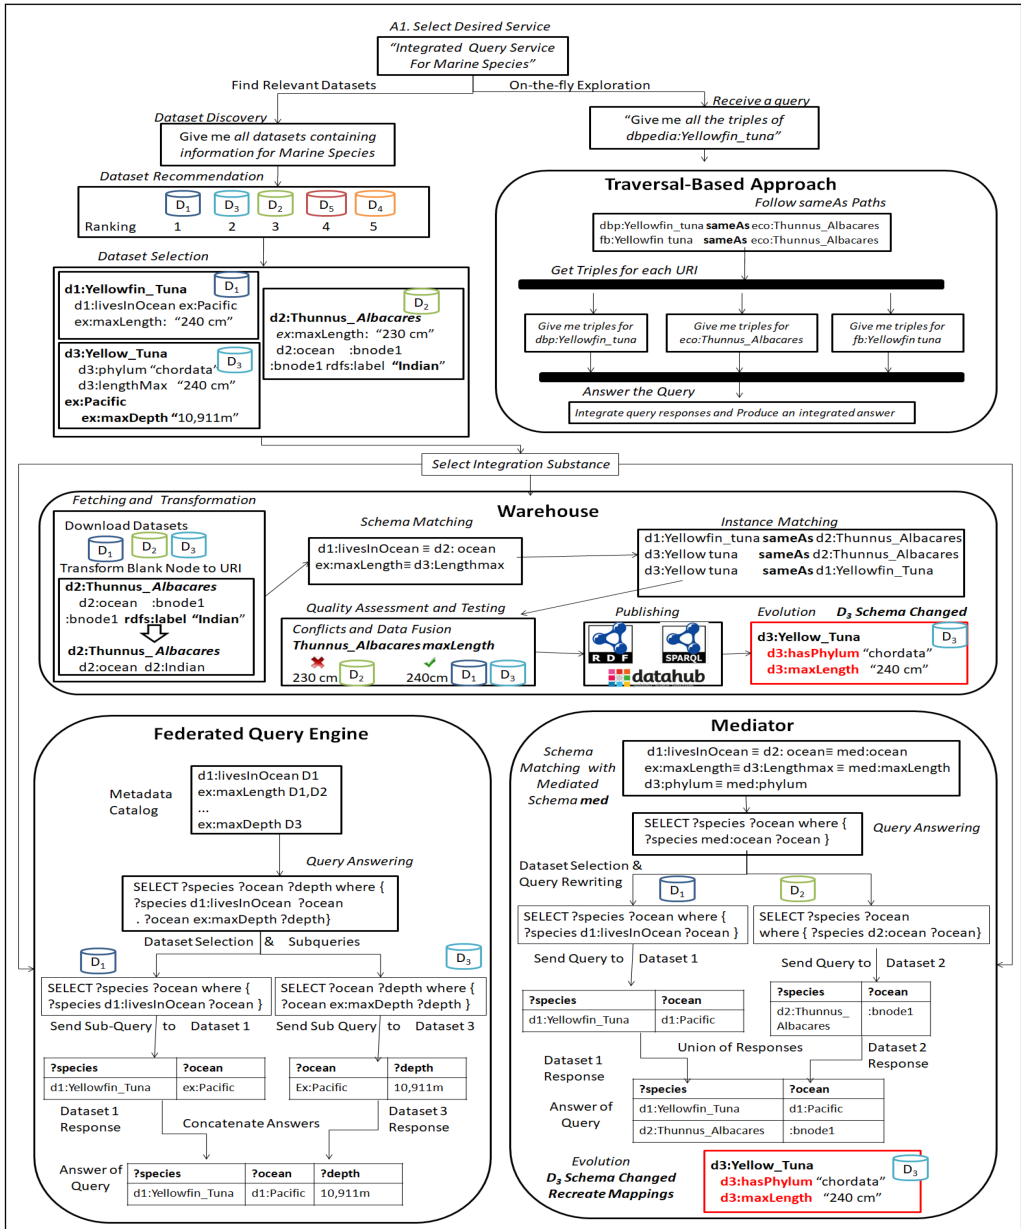 A1. Select Desired Service
“Integrated Query Service
For Marine Species”
Find Relevant Datasets
On-the-fly Exploration
Dataset Discovery
Give me all datasets containing
information for Marine Species
Dataset Recommendation
D1 D3 D2 D5 D4
Ranking 1 2 3 4 5
Dataset Selection
d1:Yellowfin_Tuna
D1
d1:livesInOcean ex:Pacific
ex:maxLength: “240 cm”
d3:Yellow_Tuna
D3
d3:phylum “chordata”
d3:lengthMax “240 cm”
ex:Pacific
ex:maxDepth “10,911m”
D2
d2:Thunnus_Albacares
ex:maxLength: “230 cm”
d2:ocean :bnode1
:bnode1 rdfs:label “Indian”
Receive a query
“Give me all the triples of
dbpedia:Yellowfin_tuna”
Traversal-Based Approach
Follow sameAs Paths
dbp:Yellowfin_tuna sameAs eco:Thunnus_Albacares
fb:Yellowfin tuna sameAs eco:Thunnus_Albacares
Get Triples for each URI
Give me triples for
dbp:Yellowfin_tuna
Give me triples for
eco:Thunnus_Albacares
Give me triples for
fb:Yellowfin tuna
Answer the Query
Integrate query responses and Produce an integrated answer
Select Integration Substance
Warehouse
Fetching and Transformation
Download Datasets
D1 D2 D3
Transform Blank Node to URI
d2:Thunnus_Albacares
d2:ocean :bnode1
:bnode1 rdfs:label “Indian”
d2:Thunnus_Albacares
d2:ocean d2:Indian
Schema Matching
d1:livesInOcean ≡ d2: ocean
ex:maxLength≡ d3:Lengthmax
Instance Matching
d1:Yellowfin_tuna sameAs d2:Thunnus_Albacares
d3:Yellow tuna sameAs d2:Thunnus_Albacares
d3:Yellow tuna sameAs d1:Yellowfin_Tuna
Quality Assessment and Testing
Conflicts and Data Fusion
Thunnus_Albacares maxLength
230 cm D2 240cm D1 D3
Publishing
RDF
SPARQL
datahub
Evolution D3 Schema Changed
d3:Yellow_Tuna
D3
d3:hasPhylum “chordata”
d3:maxLength “240 cm”
Federated Query Engine
Metadata
Catalog
d1:livesInOcean D1
ex:maxLength D1,D2
...
ex:maxDepth D3
Query Answering
SELECT ?species ?ocean ?depth where {
?species d1:livesInOcean ?ocean
. ?ocean ex:maxDepth ?depth}
Dataset Selection & Subqueries
D1
D3
SELECT ?species ?ocean where {
?species d1:livesInOcean ?ocean }
SELECT ?ocean ?depth where {
?ocean ex:maxDepth ?depth }
Send Sub-Query to Dataset 1
Send Sub Query to Dataset 3
?species ?ocean
d1:Yellowfin_Tuna ex:Pacific
?ocean ?depth
Ex:Pacific 10,911m
Dataset 1
Response
Concatenate Answers
Dataset 3
Response
Answer of
Query
?species ?ocean ?depth
d1:Yellowfin_Tuna d1:Pacific 10,911m
Mediator
Schema
Matching with
Mediated
Schema med
d1:livesInOcean ≡ d2: ocean≡ med:ocean
ex:maxLength≡ d3:Lengthmax ≡ med:maxLength
d3:phylum≡ med:phylum
SELECT ?species ?ocean where {
?species med:ocean ?ocean }
Query Answering
Dataset Selection &
Query Rewriting
D1
D2
SELECT ?species ?ocean where {
?species d1:livesInOcean ?ocean }
SELECT ?species ?ocean
where { ?species d2:ocean ?ocean}
Send Query to Dataset 1
Send Query to Dataset 2
?species ?ocean
d1:Yellowfin_Tuna d1:Pacific
?species ?ocean
d2:Thunnus_
Albacares :bnode1
Dataset 1
Response
Union of Responses
Dataset 2
Response
Answer of
Query
?species ?ocean
d1:Yellowfin_Tuna d1:Pacific
d2:Thunnus_Albacares :bnode1
Evolution
D3 Schema Changed
Recreate Mappings
d3:Yellow_Tuna
D3
d3:hasPhylum “chordata”
d3:maxLength “240 cm”